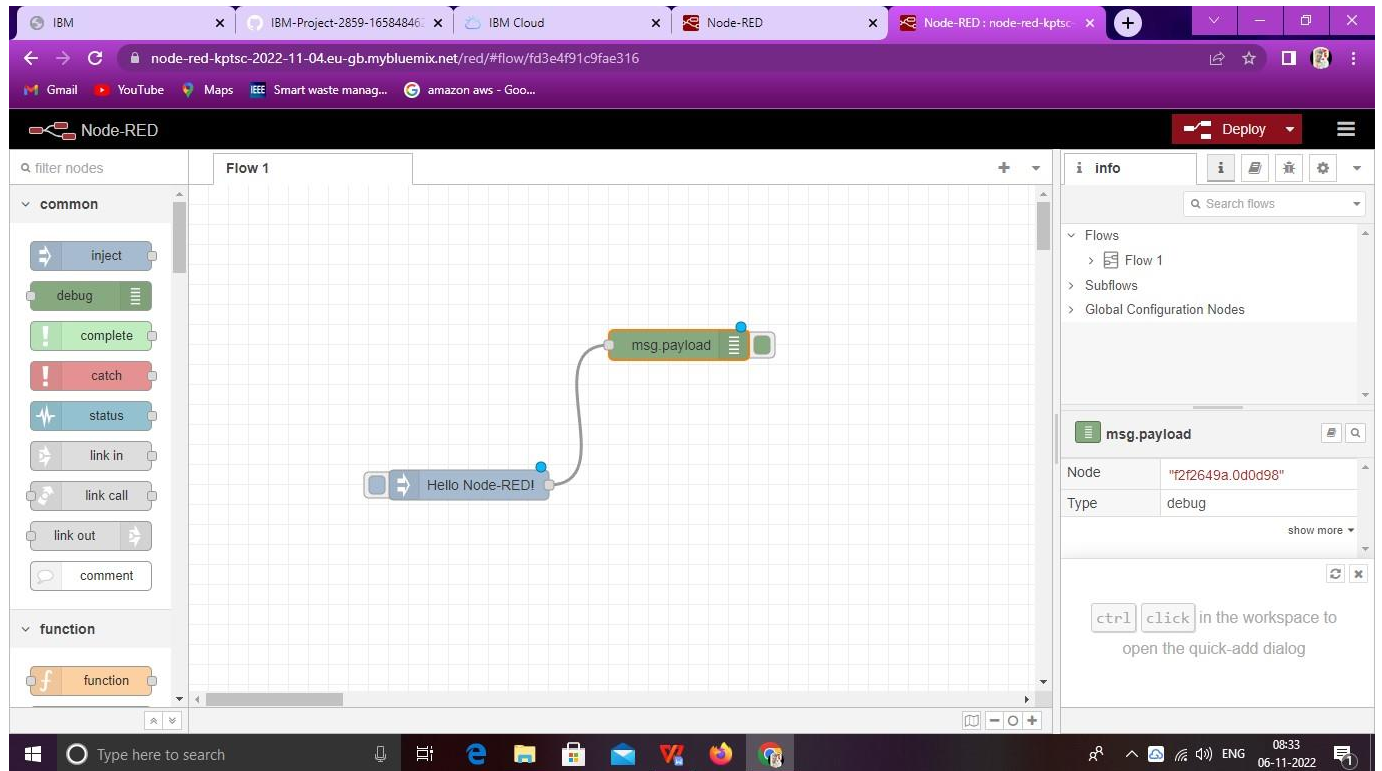 IBM
IBM-Project-2859-16584846
IBM Cloud
Node-RED
Node-RED : node-red-kptsc-
node-red-kptsc-2022-11-04.eu-gb.mybluemix.net/red/#flow/fd3e4f91c9fae316
Gmail
YouTube
Maps
IEEE Smart waste manag...
amazon aws - Goo...
Node-RED
Deploy
filter nodes
Flow 1
i info
i
common
Search flows
inject
debug
complete
catch
status
link in
link call
link out
comment
function
function
Flows
Flow 1
Subflows
Global Configuration Nodes
msg.payload
Hello Node-RED!
msg.payload
Node "f2f2649a.0d0d98"
Type debug
show more
ctrl click in the workspace to
open the quick-add dialog
Type here to search
ENG
08:33
06-11-2022
1